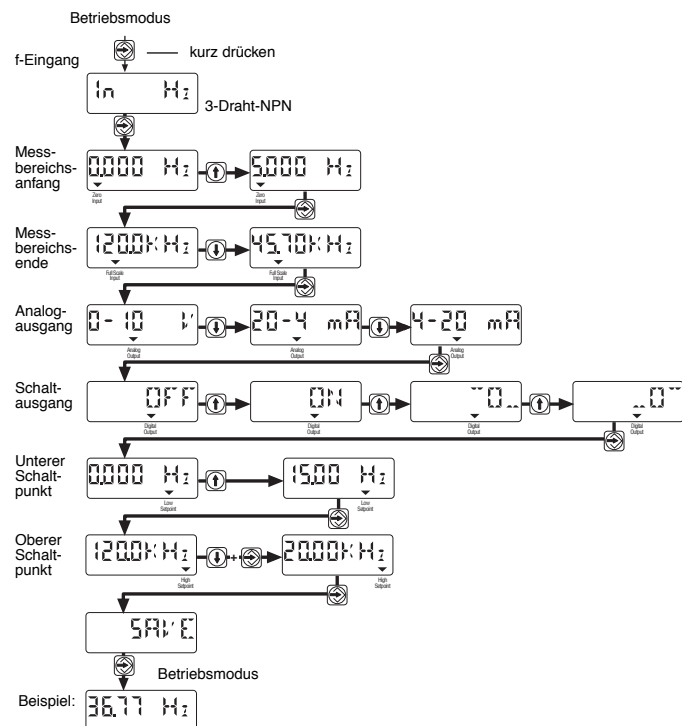 Betriebsmodus
kurz drücken
f-Eingang
In Hz
3-Draht-NPN
Mess-
bereichs-
anfang
0.000 Hz
5.000 Hz
Zero
Input
Zero
Input
Mess-
bereichs-
ende
120.0kHz
45.70kHz
Full Scale
Input
Full Scale
Input
Analog-
ausgang
0-10 V
20-4 mA
4-20 mA
Analog
Output
Analog
Output
Analog
Output
Schalt-
ausgang
OFF
ON
‾0_
_0‾
Digital
Output
Digital
Output
Digital
Output
Digital
Output
Unterer
Schalt-
punkt
0.000 Hz
15.00 Hz
Low
Setpoint
Low
Setpoint
Oberer
Schalt-
punkt
120.0kHz
+
20.00kHz
High
Setpoint
High
Setpoint
SAVE
Betriebsmodus
Beispiel:
36.77 Hz